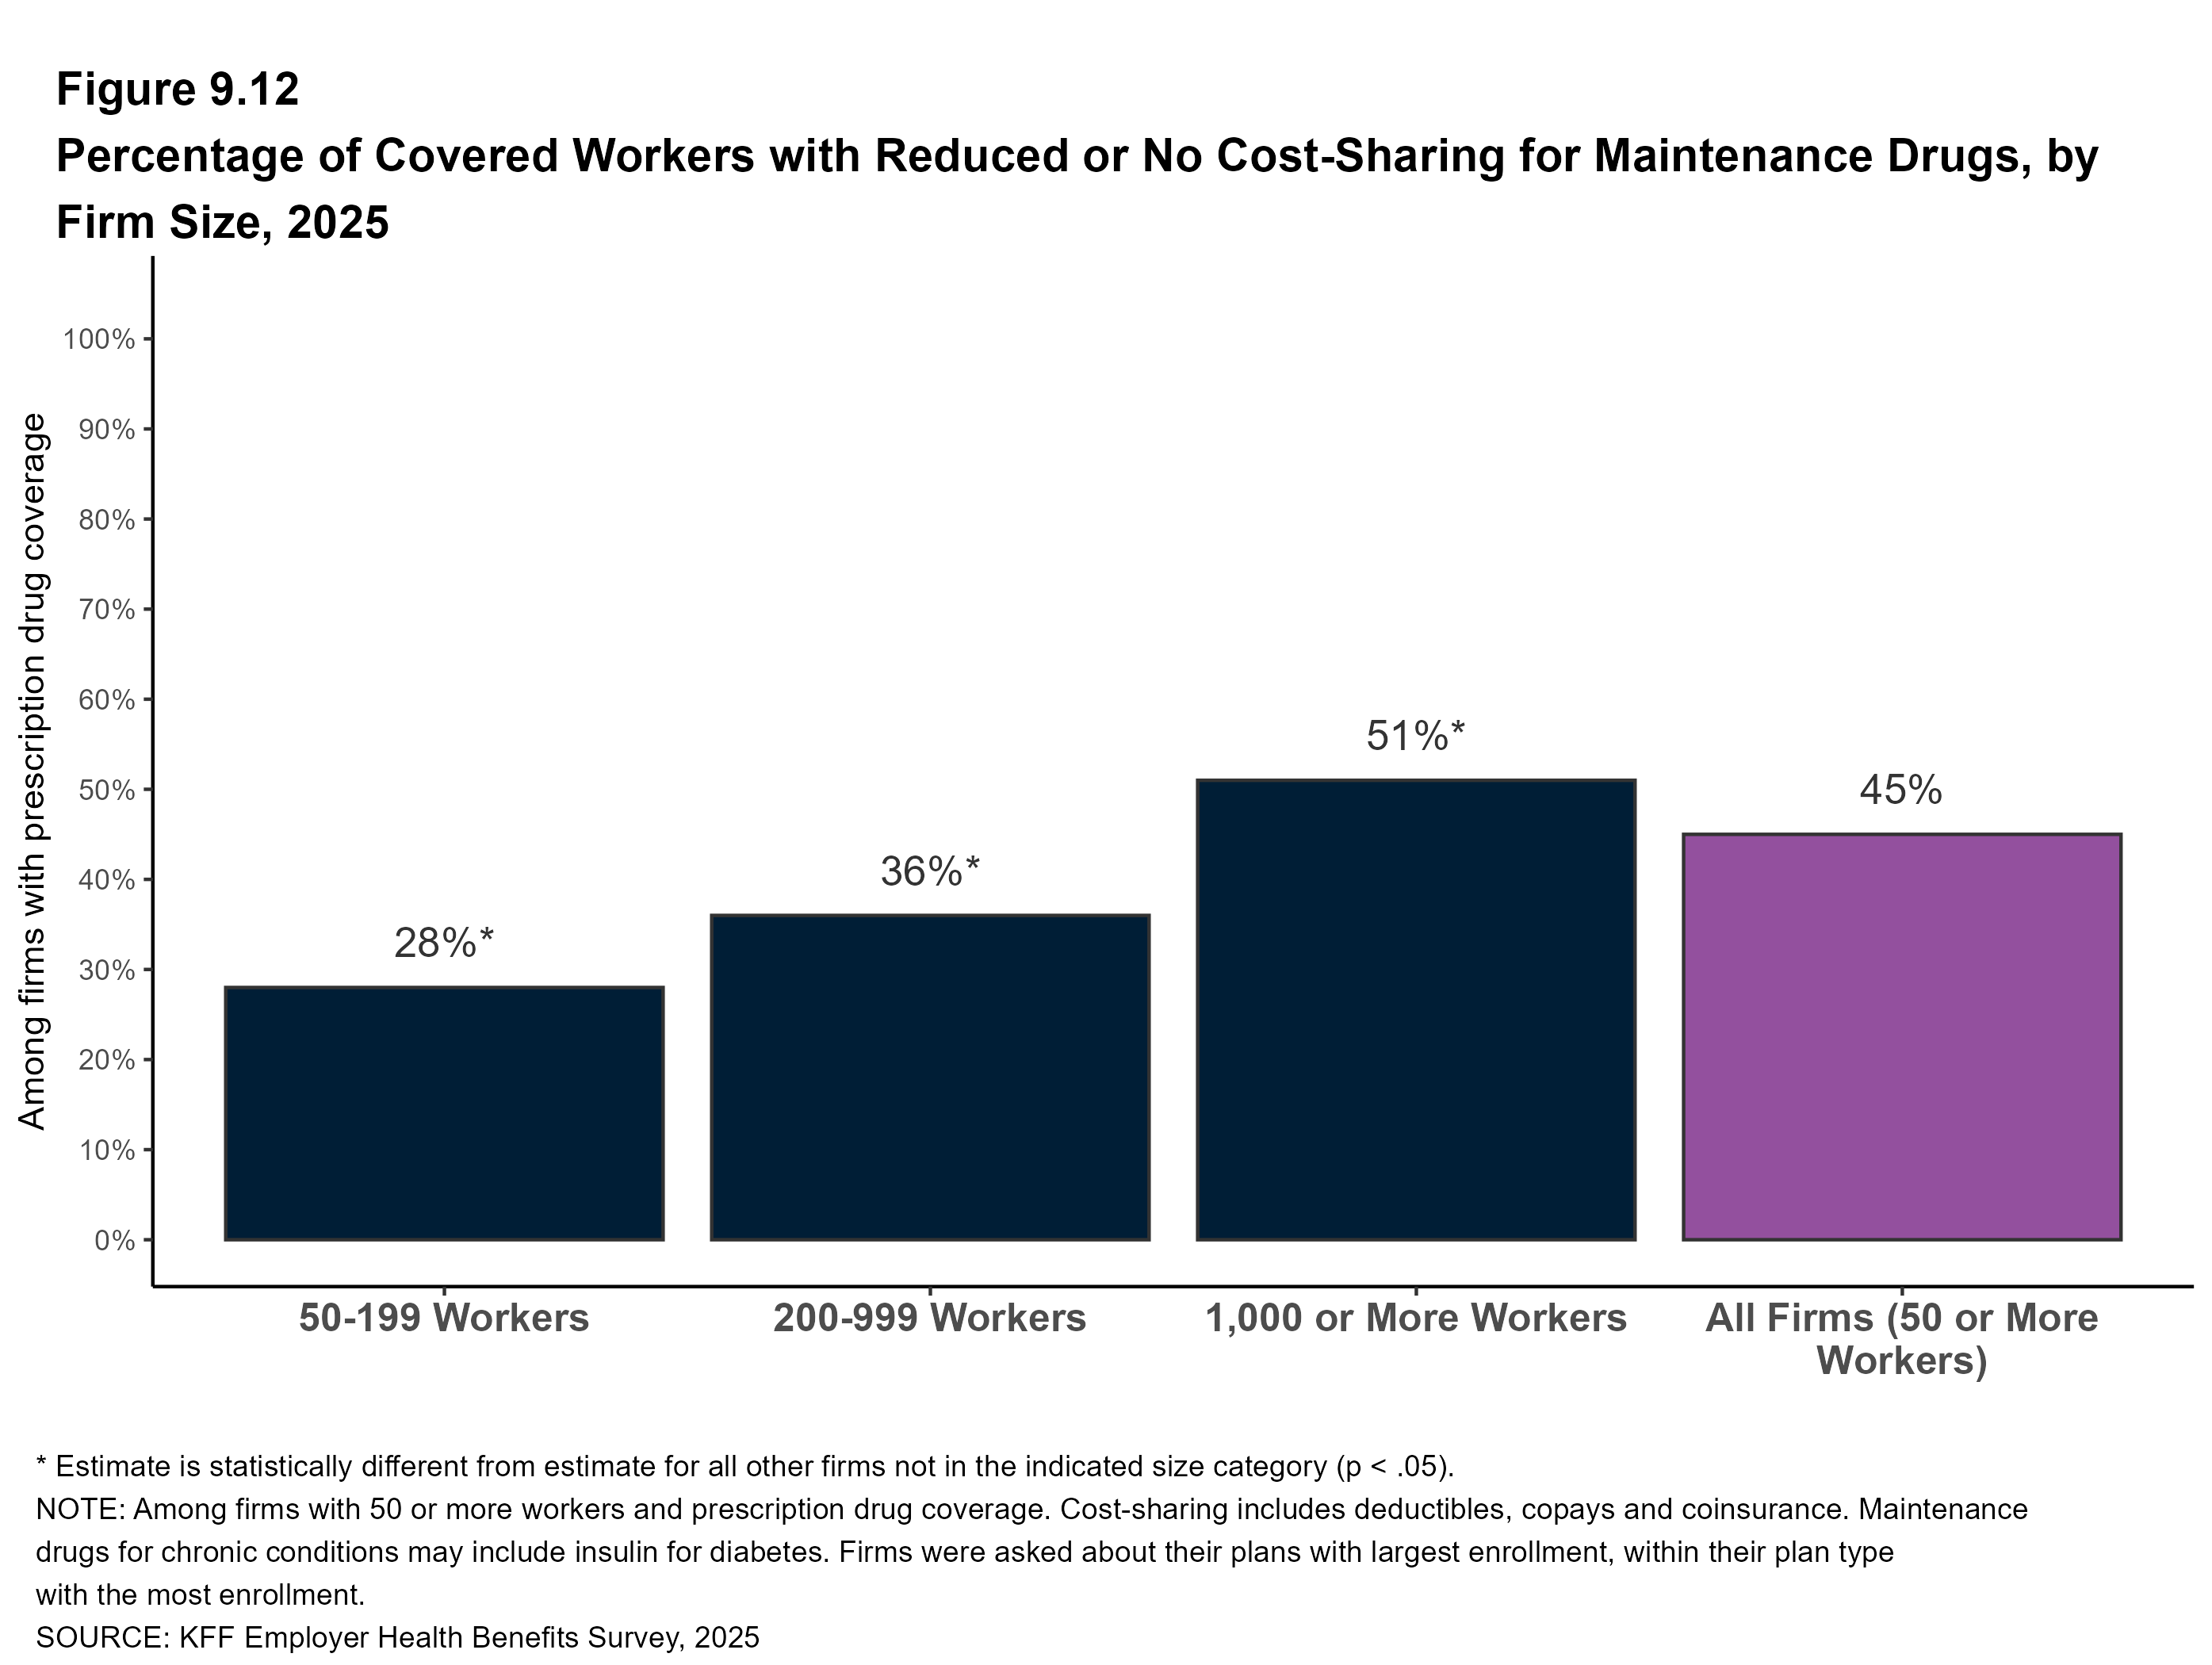 Figure 9.12
Percentage of Covered Workers with Reduced or No Cost-Sharing for Maintenance Drugs, by
Firm Size, 2025
Among firms with prescription drug coverage
100%
90%
80%
70%
60%
50%
40%
30%
20%
10%
0%
28%*
36%*
51%*
45%
50-199 Workers
200-999 Workers
1,000 or More Workers
All Firms (50 or More
Workers)
* Estimate is statistically different from estimate for all other firms not in the indicated size category (p < .05).
NOTE: Among firms with 50 or more workers and prescription drug coverage. Cost-sharing includes deductibles, copays and coinsurance. Maintenance
drugs for chronic conditions may include insulin for diabetes. Firms were asked about their plans with largest enrollment, within their plan type
with the most enrollment.
SOURCE: KFF Employer Health Benefits Survey, 2025